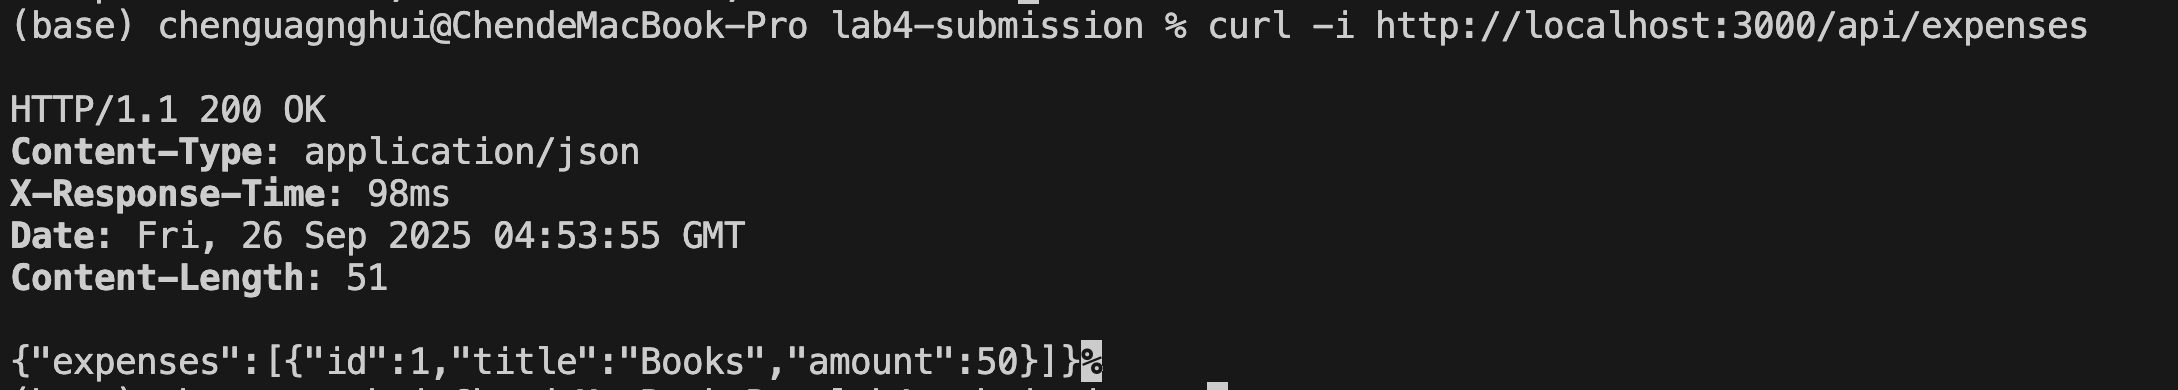 (base) chenguagnghui@ChendeMacBook-Pro lab4-submission % curl -i http://localhost:3000/api/expenses
HTTP/1.1 200 OK
Content-Type: application/json
X-Response-Time: 98ms
Date: Fri, 26 Sep 2025 04:53:55 GMT
Content-Length: 51
{"expenses":[{"id":1,"title":"Books","amount":50}]}%